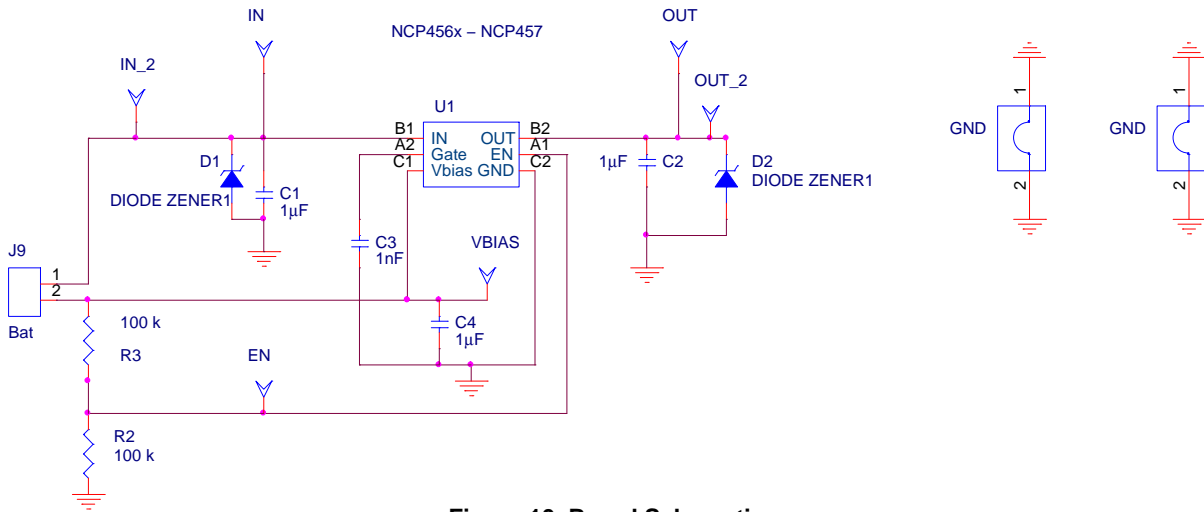 IN
OUT
NCP456x – NCP457
IN_2
OUT_2
U1
B1 IN OUT B2
A2 Gate EN A1
C1 Vbias GND C2
D1
DIODE ZENER1
C1
1μF
1μF C2
D2
DIODE ZENER1
GND
1
2
GND
1
2
C3
1nF
VBIAS
J9
1
2
Bat
100 k
R3
C4
1μF
EN
R2
100 k